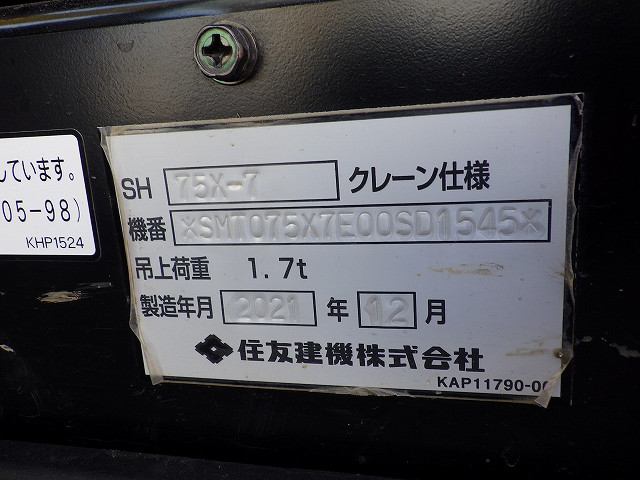 しています。
05-98)
KHP1524
SH 75X-7 クレーン仕様
機番 *SMT075X7E00SD1545*
吊上荷重 1.7t
製造年月 2021 年 12 月
住友建機株式会社
KAP11790-00